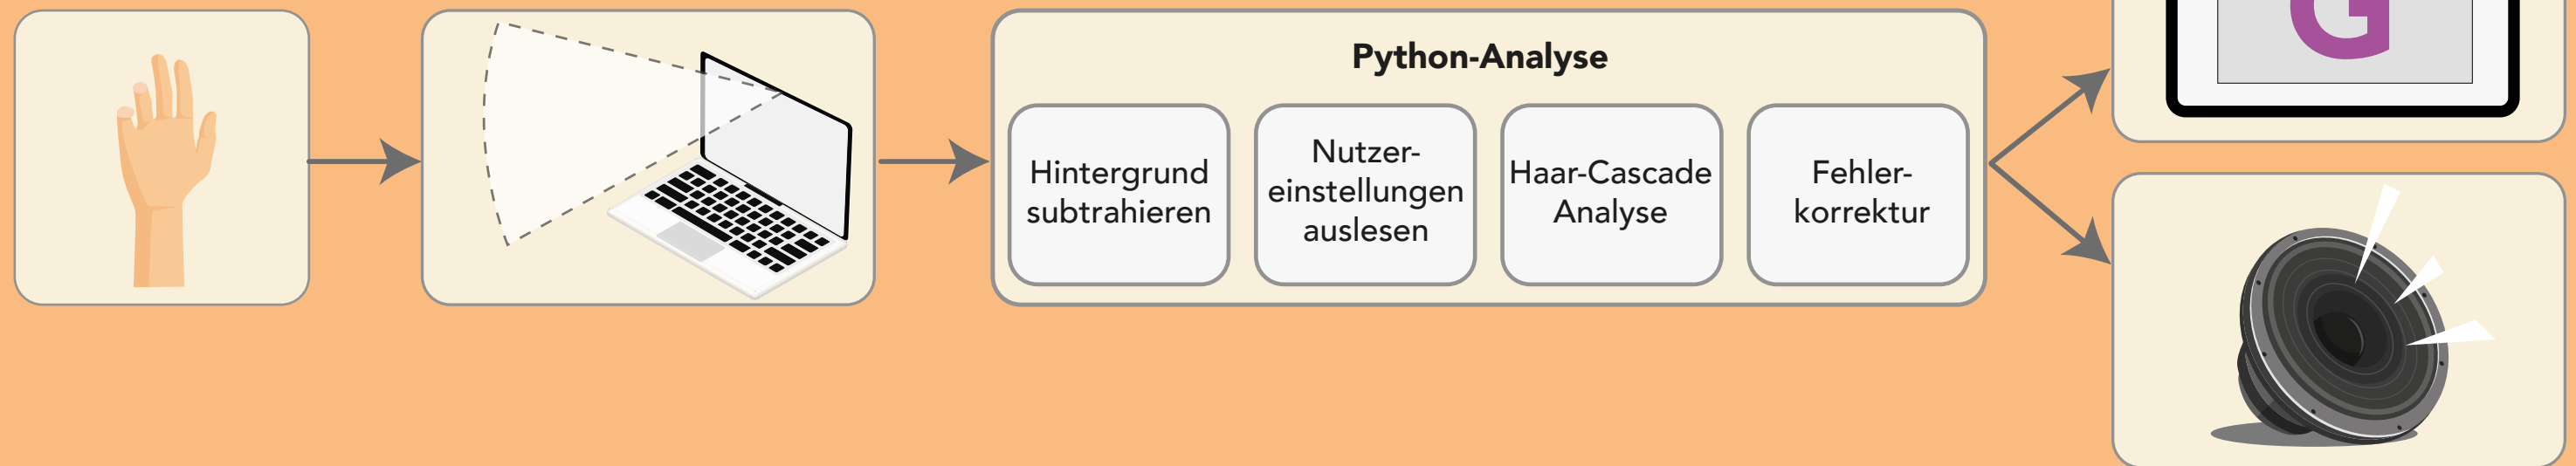 Python-Analyse
Hintergrund
subtrahieren
Nutzer-
einstellungen
auslesen
Haar-Cascade
Analyse
Fehler-
korrektur
G